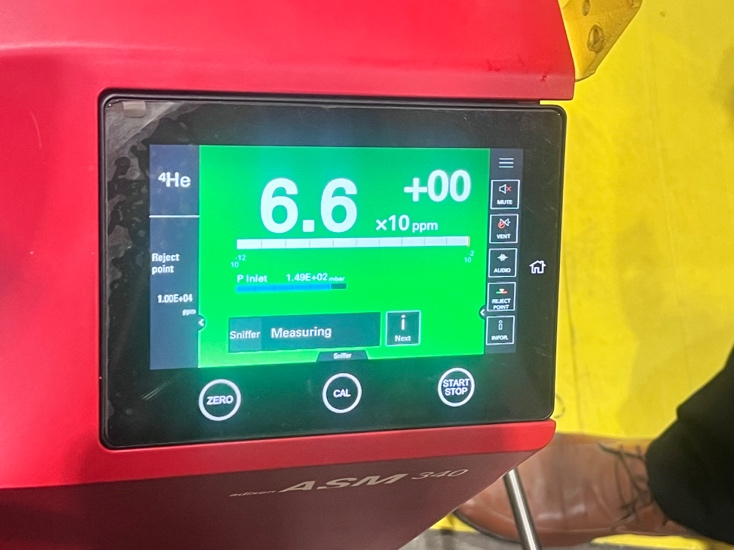 ⁴He
Reject
point
1.00E+04
ppm
6.6
+00
×10 ppm
10⁻¹²
10⁻²
P Inlet 1.49E+02 mbar
Sniffer Measuring
i
Next
Sniffer
MUTE
VENT
AUDIO
REJECT
POINT
INFOR.
ZERO
CAL
START
STOP
adixen ASM 340